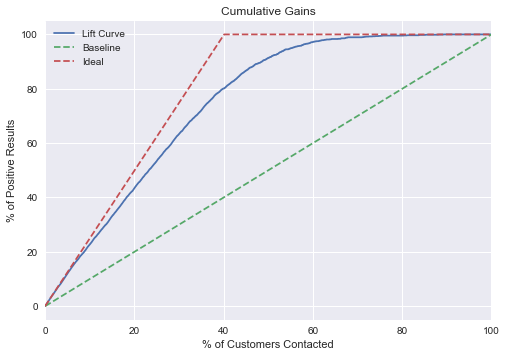 Cumulative Gains
Lift Curve
Baseline
Ideal
100
80
60
40
20
0
% of Positive Results
0 20 40 60 80 100
% of Customers Contacted